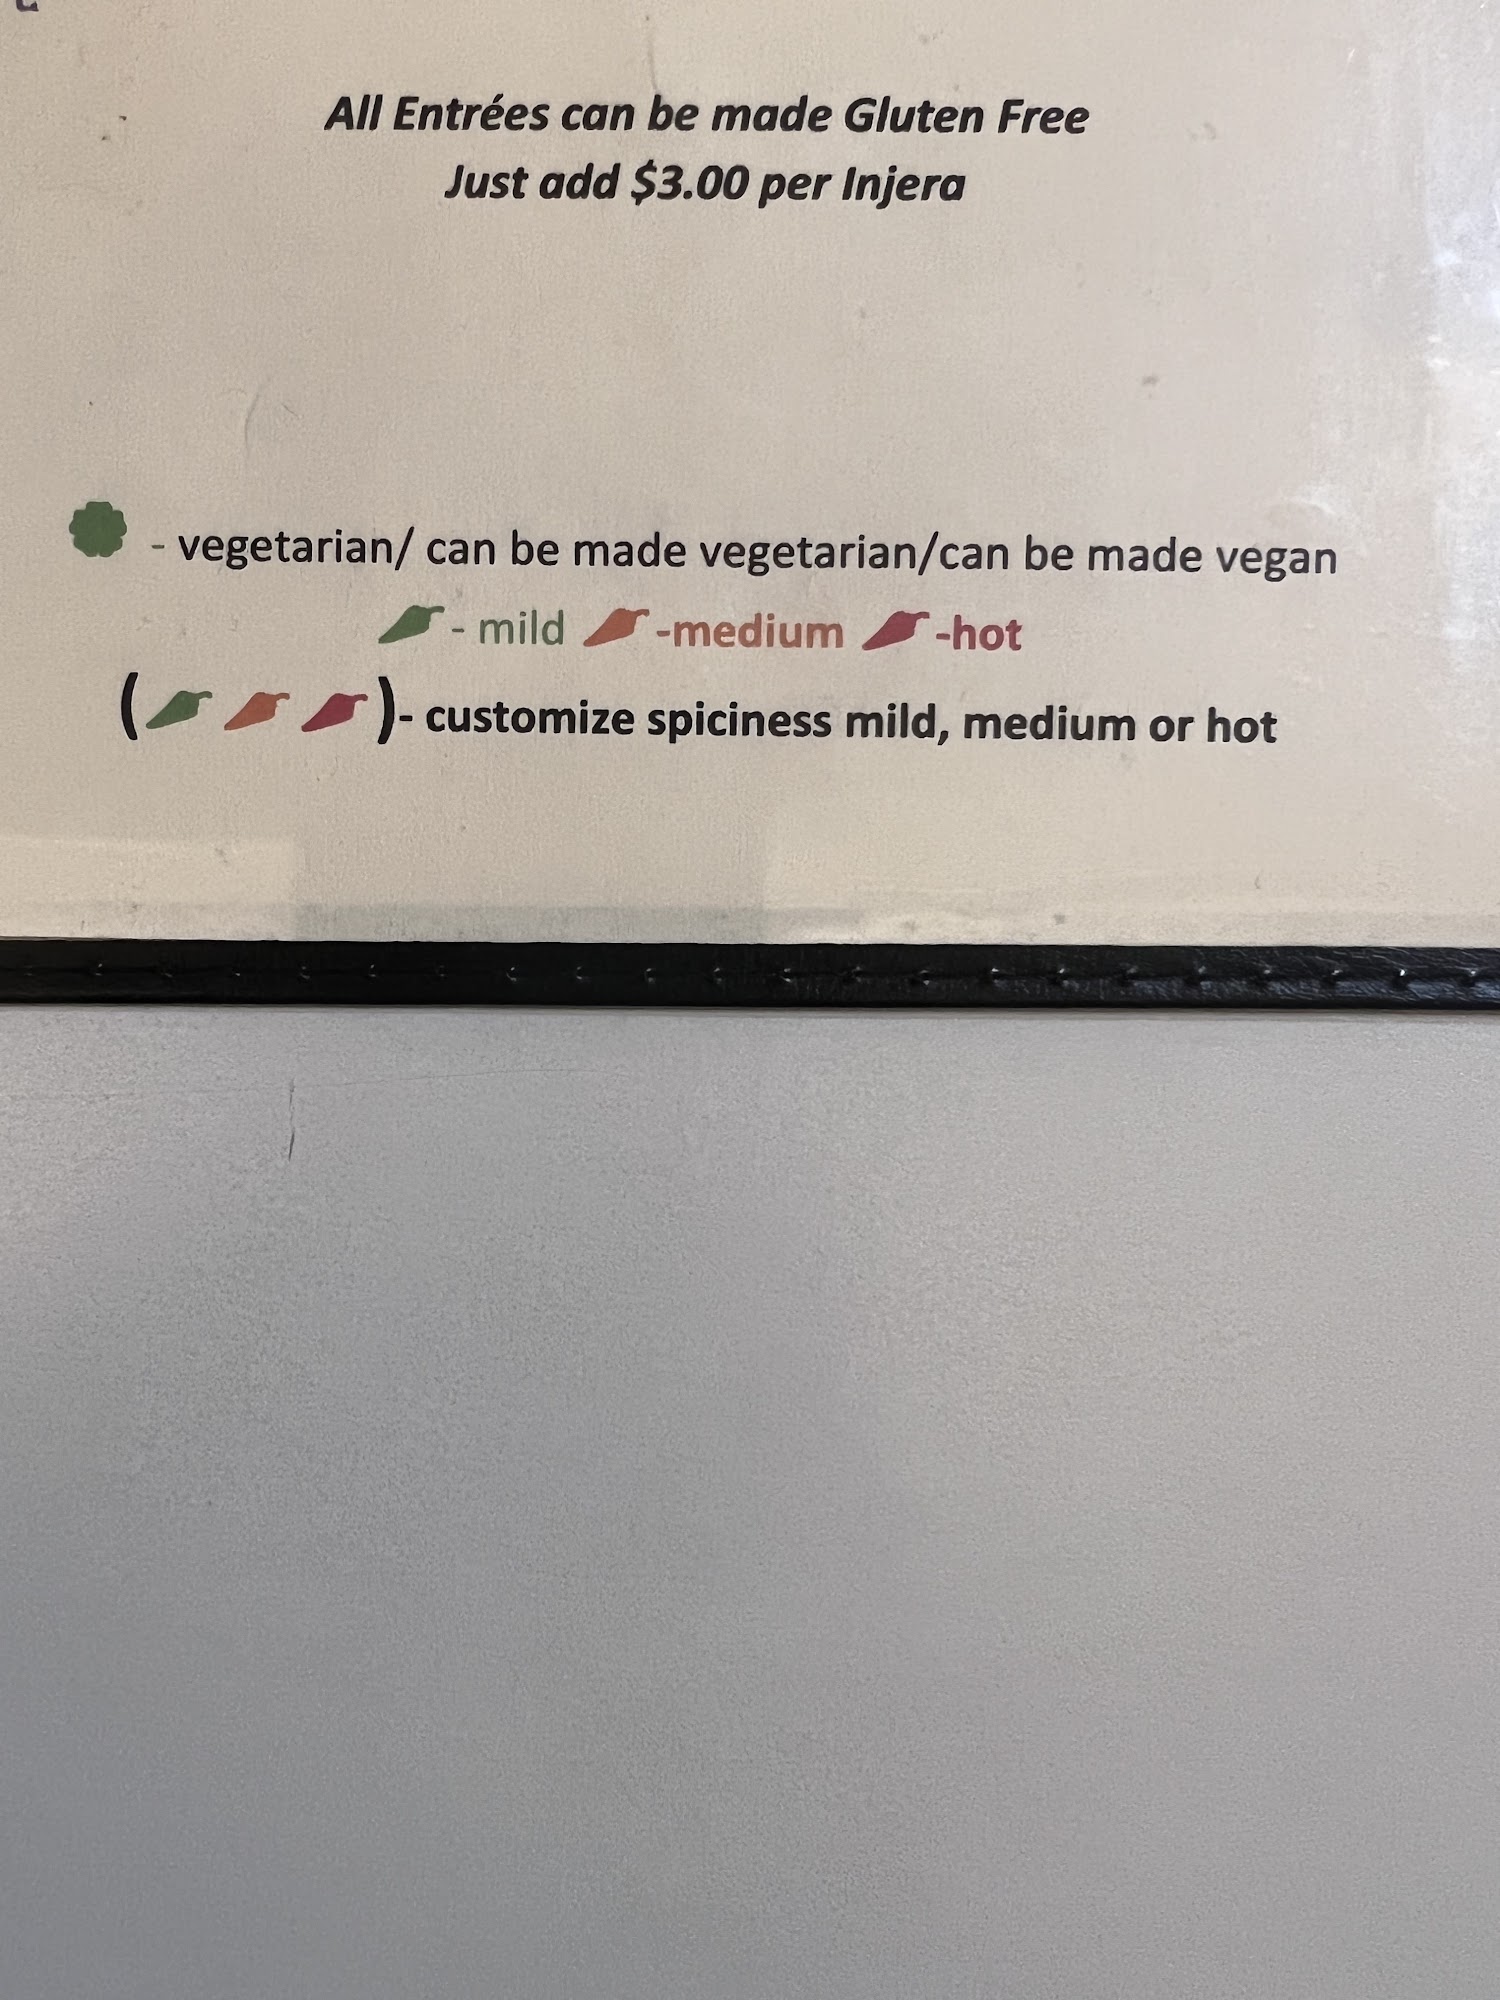 All Entrées can be made Gluten Free
Just add $3.00 per Injera
- vegetarian/ can be made vegetarian/can be made vegan
- mild -medium -hot
( )- customize spiciness mild, medium or hot